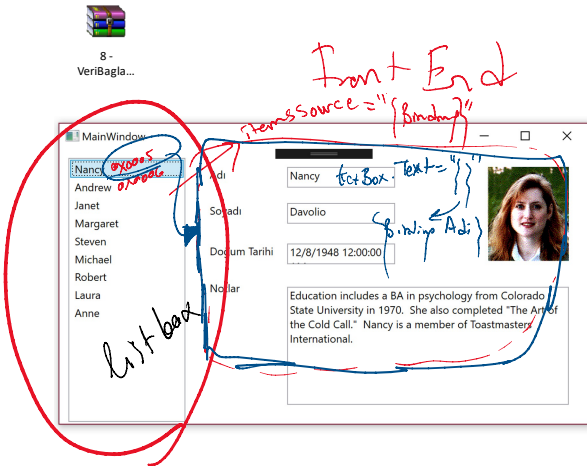 8 -
VeriBagla...
Front End
itemssource="{Binding}"
MainWindow
Nancy
0x0005
0x0006
Andrew
Janet
Margaret
Steven
Michael
Robert
Laura
Anne
listbox
Adı
Nancy
textBox.Text="{ }"
{Binding Adi}
Soyadı
Davolio
Dogum Tarihi
12/8/1948 12:00:00
Notlar
Education includes a BA in psychology from Colorado
State University in 1970. She also completed "The Art of
the Cold Call." Nancy is a member of Toastmasters
International.